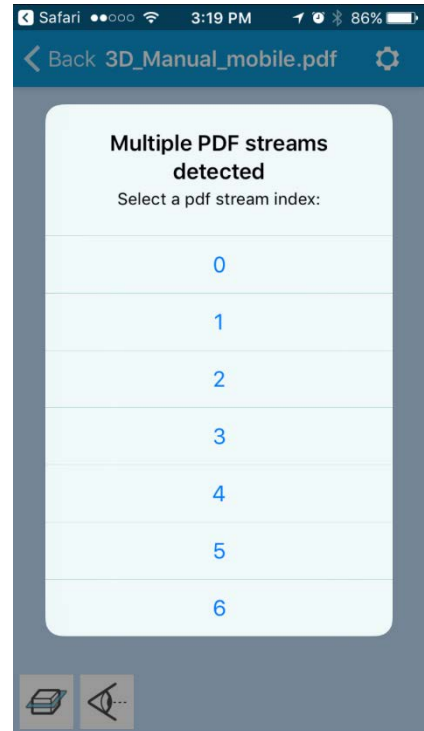 Safari 3:19 PM 86%
Back 3D_Manual_mobile.pdf
Multiple PDF streams
detected
Select a pdf stream index:
0
1
2
3
4
5
6